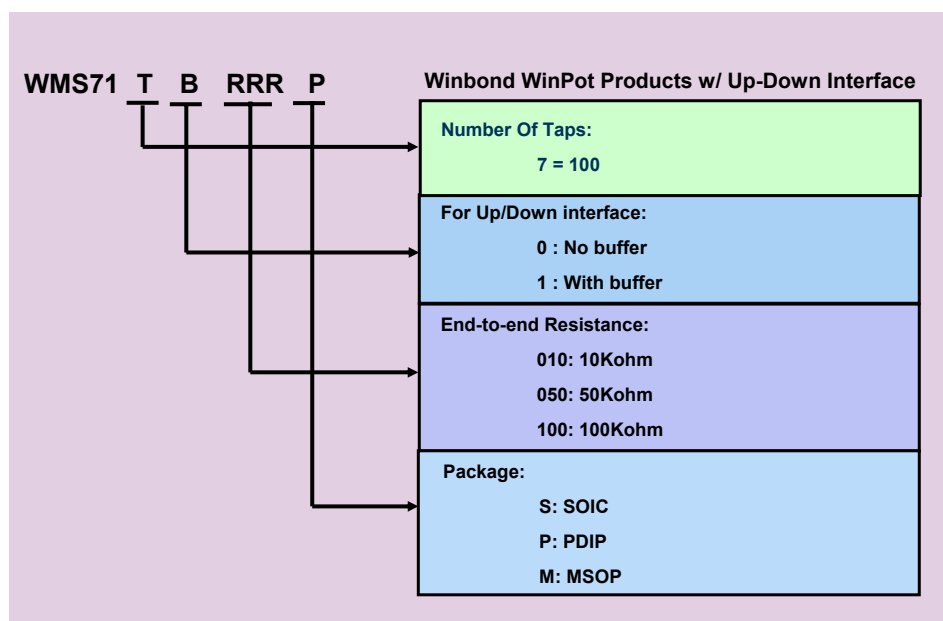 WMS71 T B RRR P
Winbond WinPot Products w/ Up-Down Interface
Number Of Taps:
7 = 100
For Up/Down interface:
0 : No buffer
1 : With buffer
End-to-end Resistance:
010: 10Kohm
050: 50Kohm
100: 100Kohm
Package:
S: SOIC
P: PDIP
M: MSOP